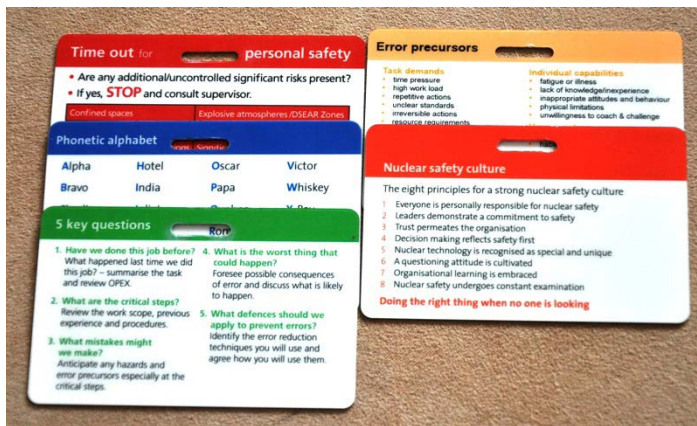 Time out for personal safety
• Are any additional/uncontrolled significant risks present?
• If yes, STOP and consult supervisor.
Confined spaces Explosive atmospheres /DSEAR Zones
Phonetic alphabet
Alpha Hotel Oscar Victor
Bravo India Papa Whiskey
5 key questions
1. Have we done this job before?
What happened last time we did
this job? – summarise the task
and review OPEX.
2. What are the critical steps?
Review the work scope, previous
experience and procedures.
3. What mistakes might
we make?
Anticipate any hazards and
error precursors especially at the
critical steps.
4. What is the worst thing that
could happen?
Foresee possible consequences
of error and discuss what is likely
to happen.
5. What defences should we
apply to prevent errors?
Identify the error reduction
techniques you will use and
agree how you will use them.
Error precursors
Task demands
• time pressure
• high work load
• repetitive actions
• unclear standards
• irreversible actions
• resource requirements
Individual capabilities
• fatigue or illness
• lack of knowledge/inexperience
• inappropriate attitudes and behaviour
• physical limitations
• unwillingness to coach & challenge
Nuclear safety culture
The eight principles for a strong nuclear safety culture
1 Everyone is personally responsible for nuclear safety
2 Leaders demonstrate a commitment to safety
3 Trust permeates the organisation
4 Decision making reflects safety first
5 Nuclear technology is recognised as special and unique
6 A questioning attitude is cultivated
7 Organisational learning is embraced
8 Nuclear safety undergoes constant examination
Doing the right thing when no one is looking